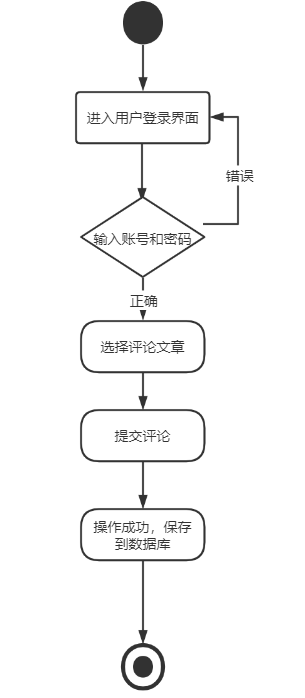 进入用户登录界面
错误
输入账号和密码
正确
选择评论文章
提交评论
操作成功，保存
到数据库